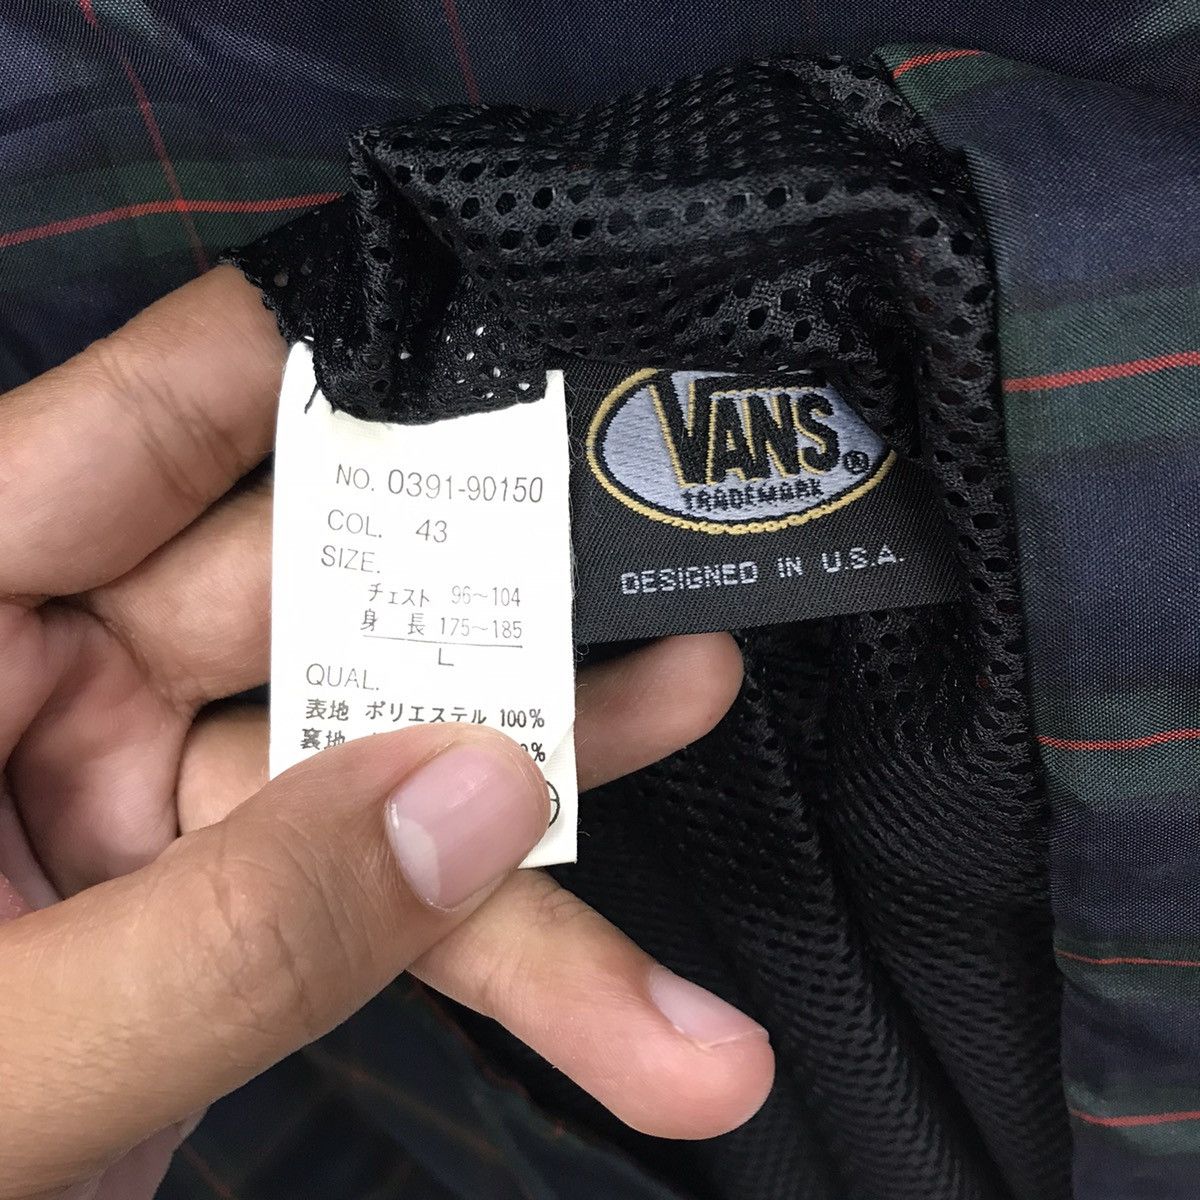 NO. 0391-90150
COL. 43
SIZE.
チェスト 96~104
身 長 175~185
L
QUAL.
表地 ポリエステル 100%
裏地
VANS®
TRADEMARK
DESIGNED IN U.S.A.